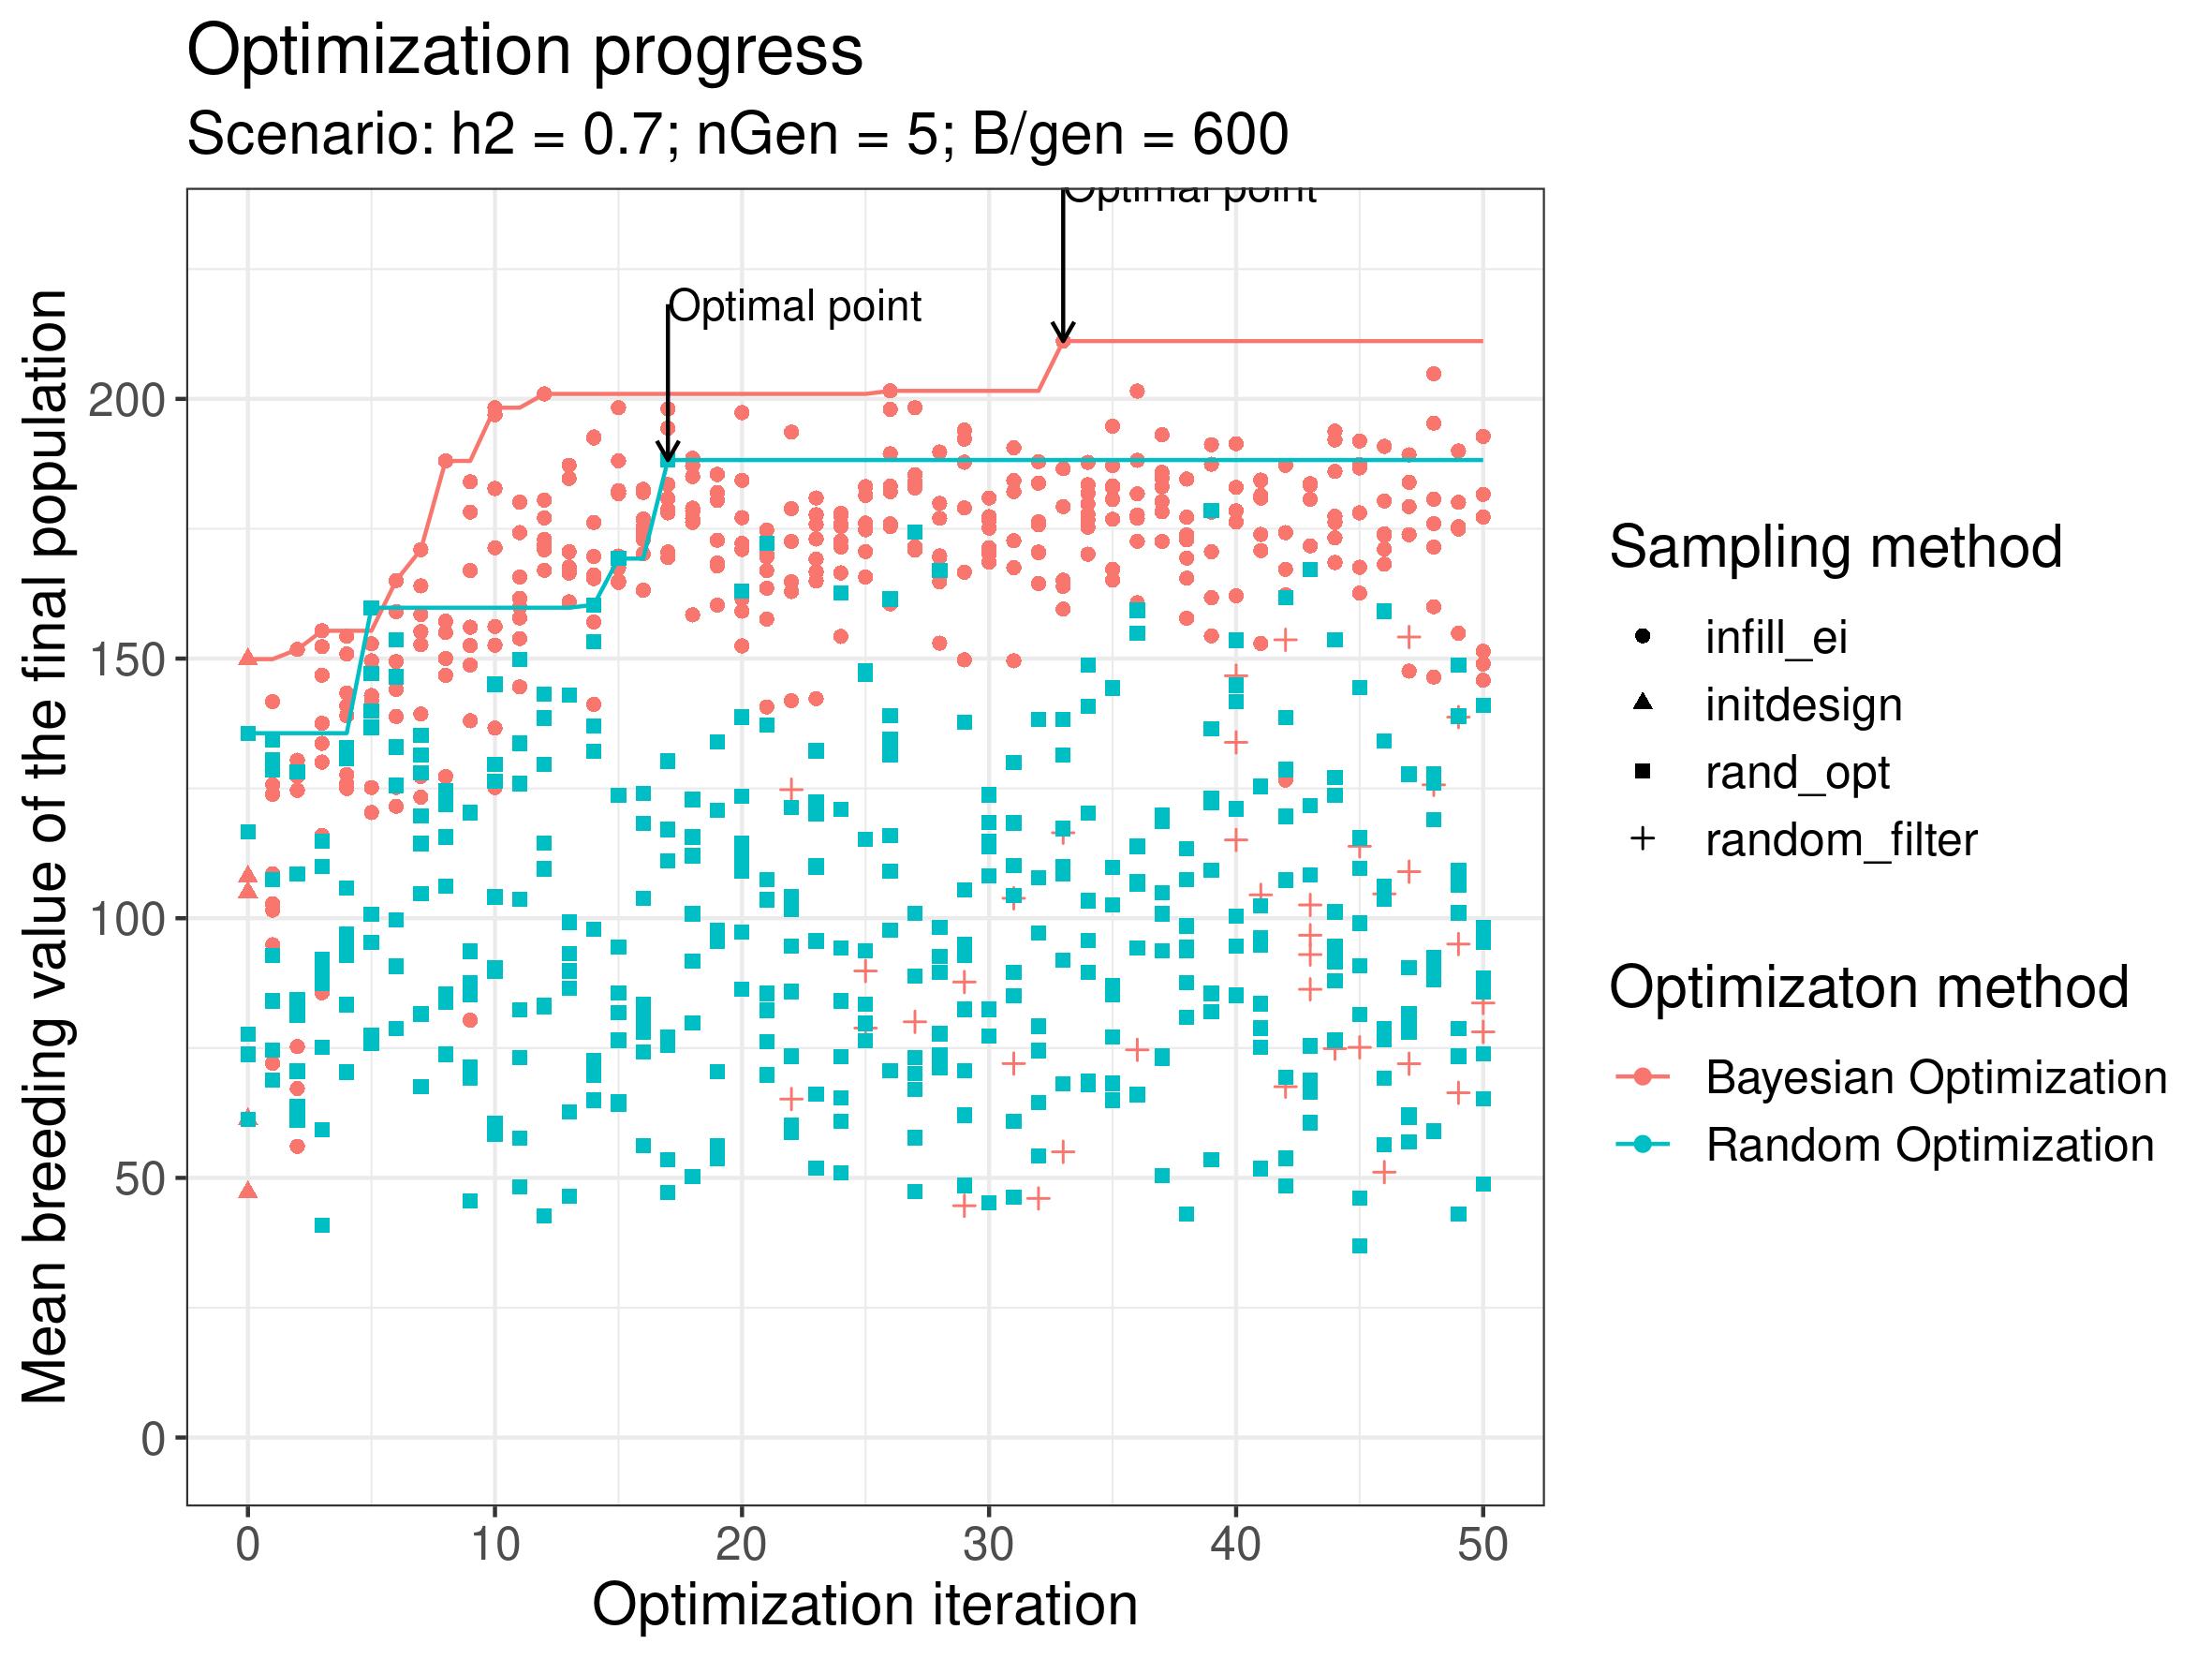 Optimization progress
Scenario: h2 = 0.7; nGen = 5; B/gen = 600
Optimal point
Optimal point
Mean breeding value of the final population
200
150
100
50
0
0 10 20 30 40 50
Optimization iteration
Sampling method
infill_ei
initdesign
rand_opt
random_filter
Optimizaton method
Bayesian Optimization
Random Optimization